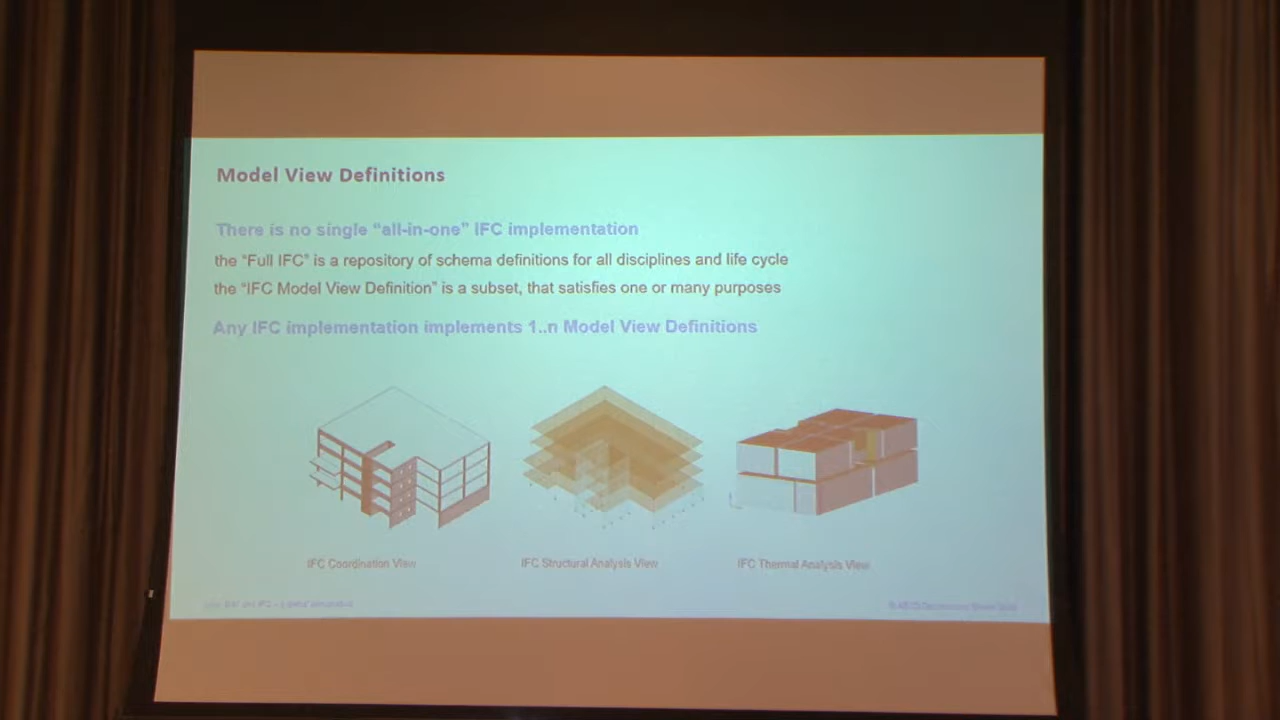 Model View Definitions
There is no single “all-in-one” IFC implementation
the “Full IFC” is a repository of schema definitions for all disciplines and life cycle
the “IFC Model View Definition” is a subset, that satisfies one or many purposes
Any IFC implementation implements 1..n Model View Definitions
IFC Coordination View
IFC Structural Analysis View
IFC Thermal Analysis View